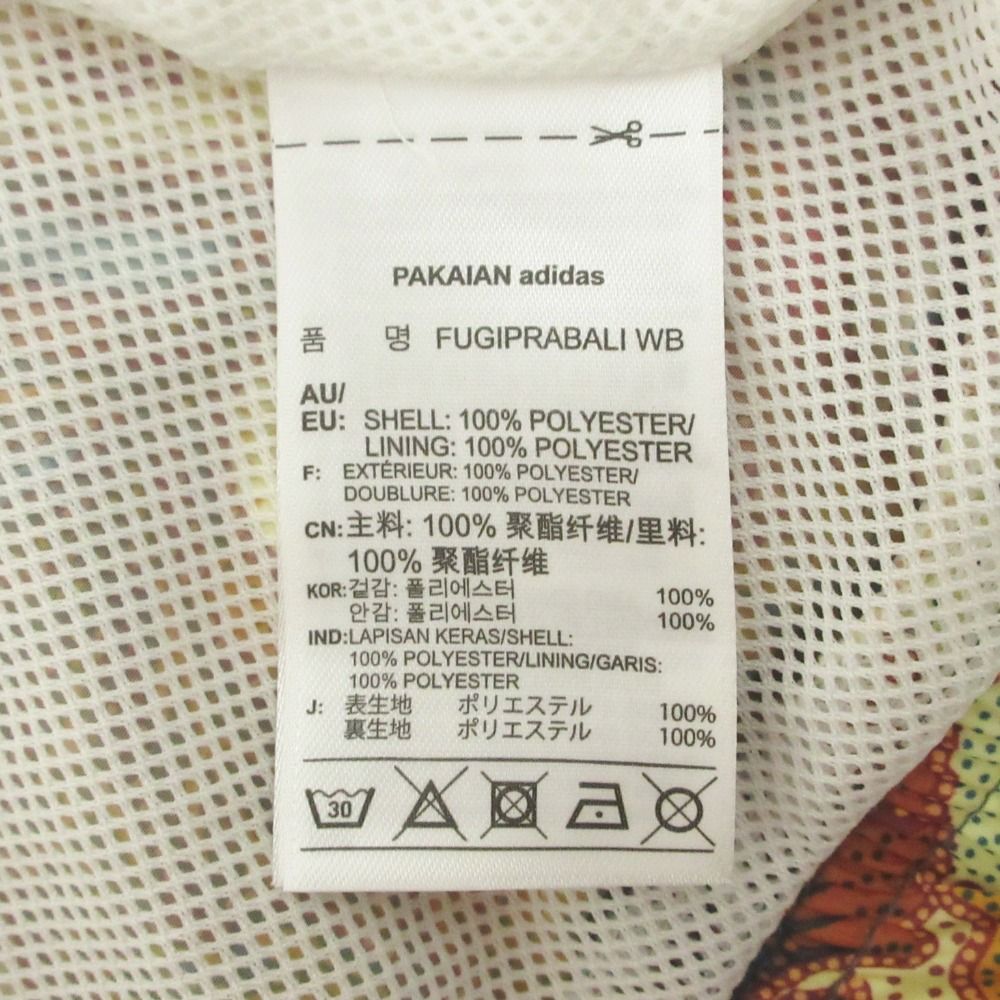 PAKAIAN adidas
품 명 FUGIPRABALI WB
AU/
EU: SHELL: 100% POLYESTER/
LINING: 100% POLYESTER
F: EXTÉRIEUR: 100% POLYESTER/
DOUBLURE: 100% POLYESTER
CN: 主料: 100% 聚酯纤维/里料:
100% 聚酯纤维
KOR: 겉감: 폴리에스터 100%
안감: 폴리에스터 100%
IND: LAPISAN KERAS/SHELL:
100% POLYESTER/LINING/GARIS:
100% POLYESTER
J: 表生地 ポリエステル 100%
裏生地 ポリエステル 100%
30